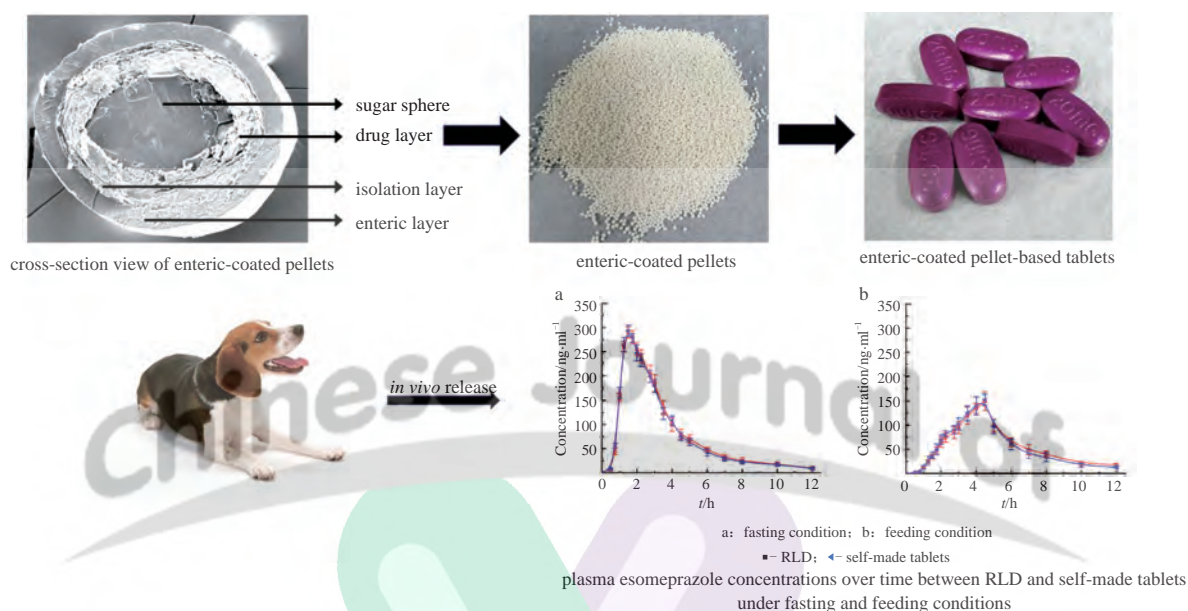 sugar sphere
drug layer
isolation layer
enteric layer
cross-section view of enteric-coated pellets
enteric-coated pellets
enteric-coated pellet-based tablets
in vivo release
a
Concentration/ng·ml⁻¹
350
300
250
200
150
100
50
0 2 4 6 8 10 12
t/h
b
Concentration/ng·ml⁻¹
350
300
250
200
150
100
50
0 2 4 6 8 10 12
t/h
a: fasting condition; b: feeding condition
RLD; self-made tablets
plasma esomeprazole concentrations over time between RLD and self-made tablets
under fasting and feeding conditions
Chinese Journal of